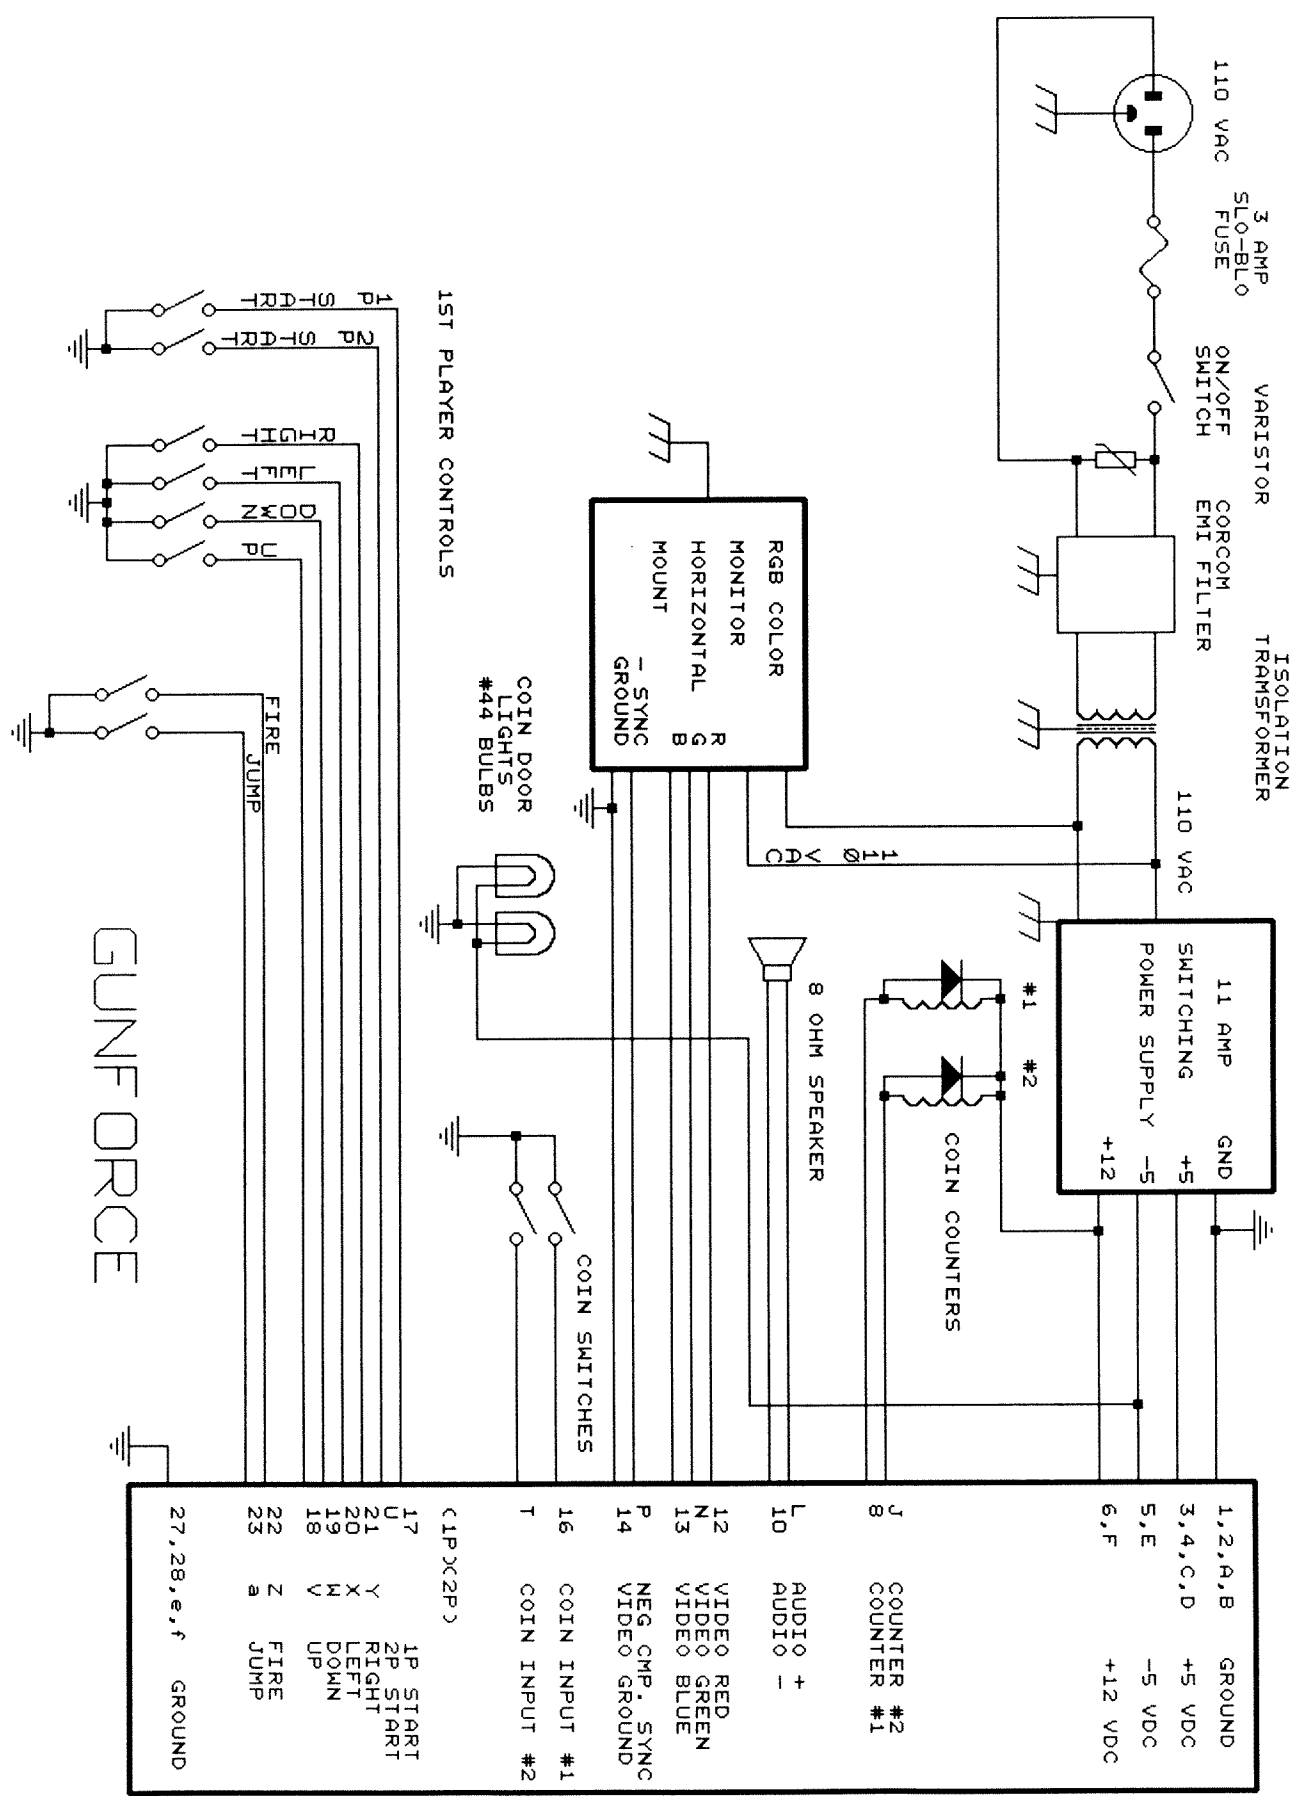 110 VAC
3 AMP
SLO-BLO
FUSE
ON/OFF
SWITCH
VARISTOR
CORCOM
EMI FILTER
ISOLATION
TRAMSFORMER
110 VAC
11 AMP
SWITCHING
POWER SUPPLY
GND
+5
-5
+12
110 VAC
RGB COLOR
MONITOR
HORIZONTAL
MOUNT
R
G
B
- SYNC
GROUND
#1
#2
COIN COUNTERS
8 OHM SPEAKER
COIN DOOR
LIGHTS
#44 BULBS
COIN SWITCHES
1ST PLAYER CONTROLS
1P START
2P START
RIGHT
LEFT
DOWN
UP
FIRE
JUMP
GUNFORCE
1,2,A,B GROUND
3,4,C,D +5 VDC
5,E -5 VDC
6,F +12 VDC
J COUNTER #2
8 COUNTER #1
L AUDIO +
10 AUDIO -
12 VIDEO RED
N VIDEO GREEN
13 VIDEO BLUE
P NEG CMP. SYNC
14 VIDEO GROUND
16 COIN INPUT #1
T COIN INPUT #2
(1P)(2P)
17 1P START
U 2P START
21 Y RIGHT
20 X LEFT
19 W DOWN
18 V UP
22 Z FIRE
23 a JUMP
27,28,e,f GROUND